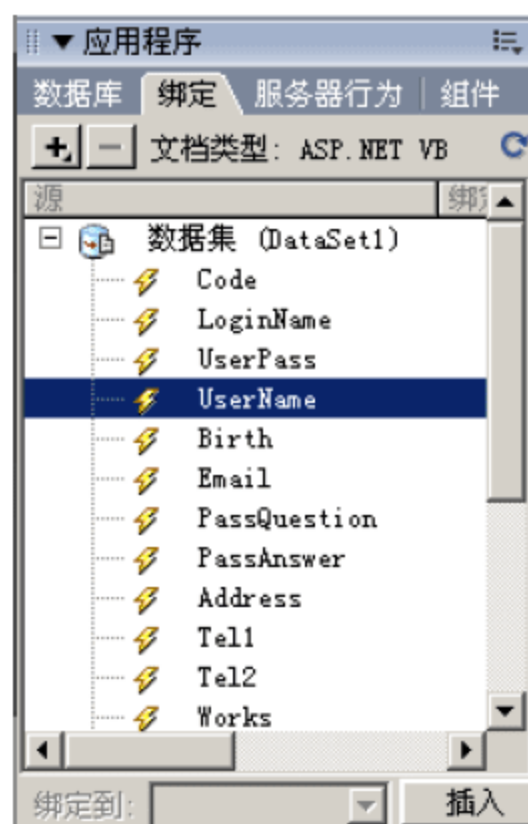 应用程序
数据库 绑定 服务器行为 组件
文档类型: ASP.NET VB
源 绑定
数据集 (DataSet1)
Code
LoginName
UserPass
UserName
Birth
Email
PassQuestion
PassAnswer
Address
Tel1
Tel2
Works
绑定到: 插入